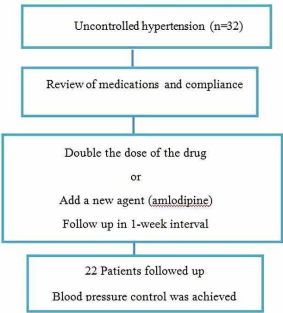 Uncontrolled hypertension (n=32)
Review of medications and compliance
Double the dose of the drug
or
Add a new agent (amlodipine)
Follow up in 1-week interval
22 Patients followed up
Blood pressure control was achieved